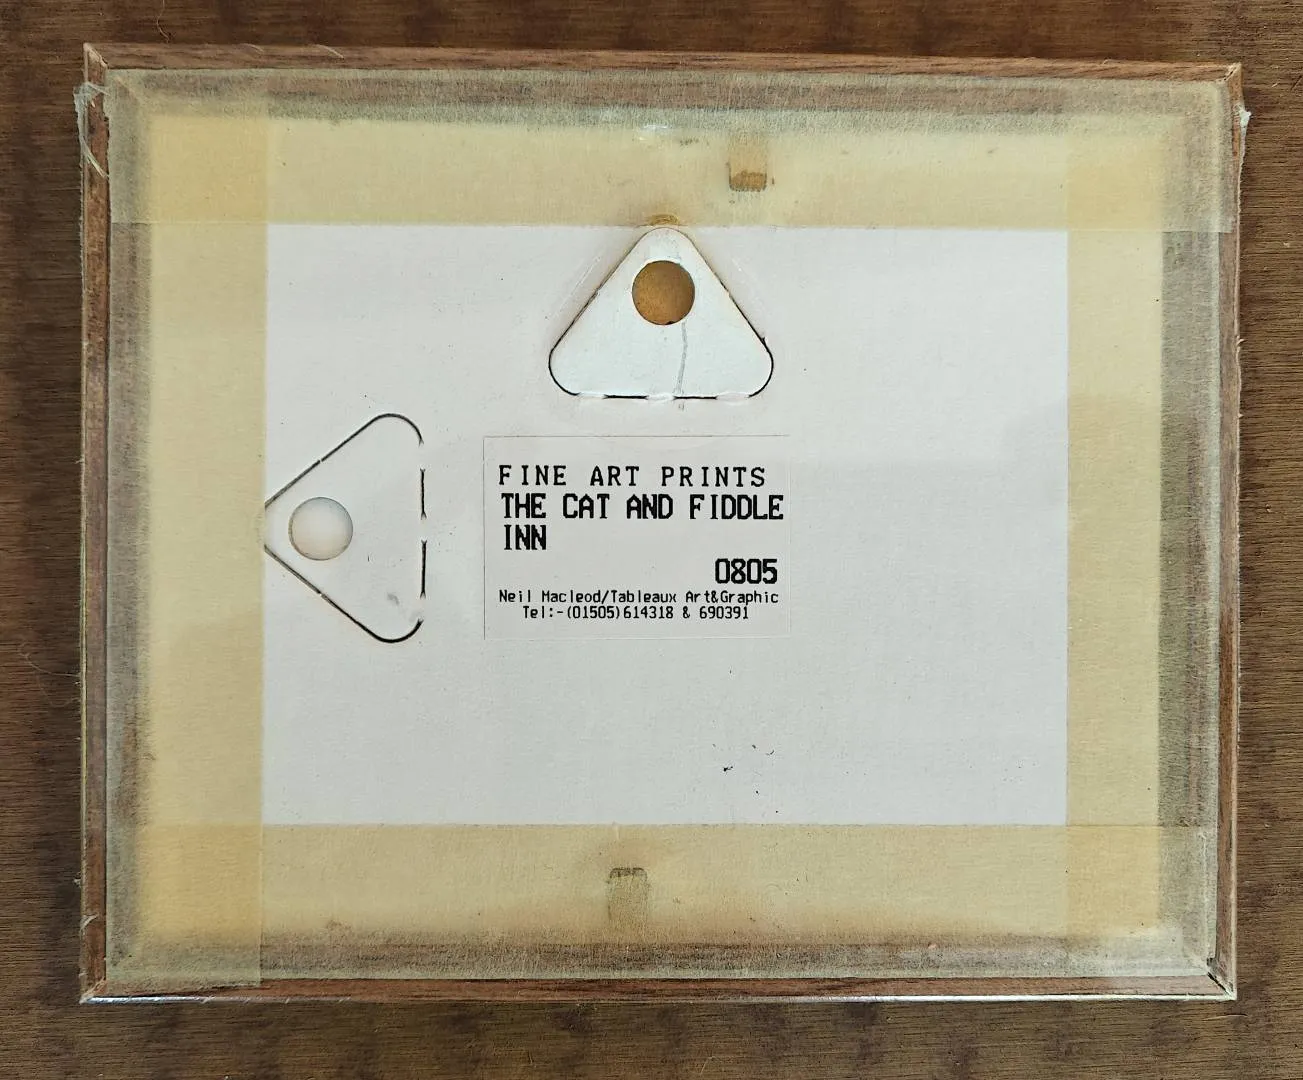 FINE ART PRINTS
THE CAT AND FIDDLE
INN
0805
Neil Macleod/Tableaux Art&Graphic
Tel:-(01505)614318 & 690391